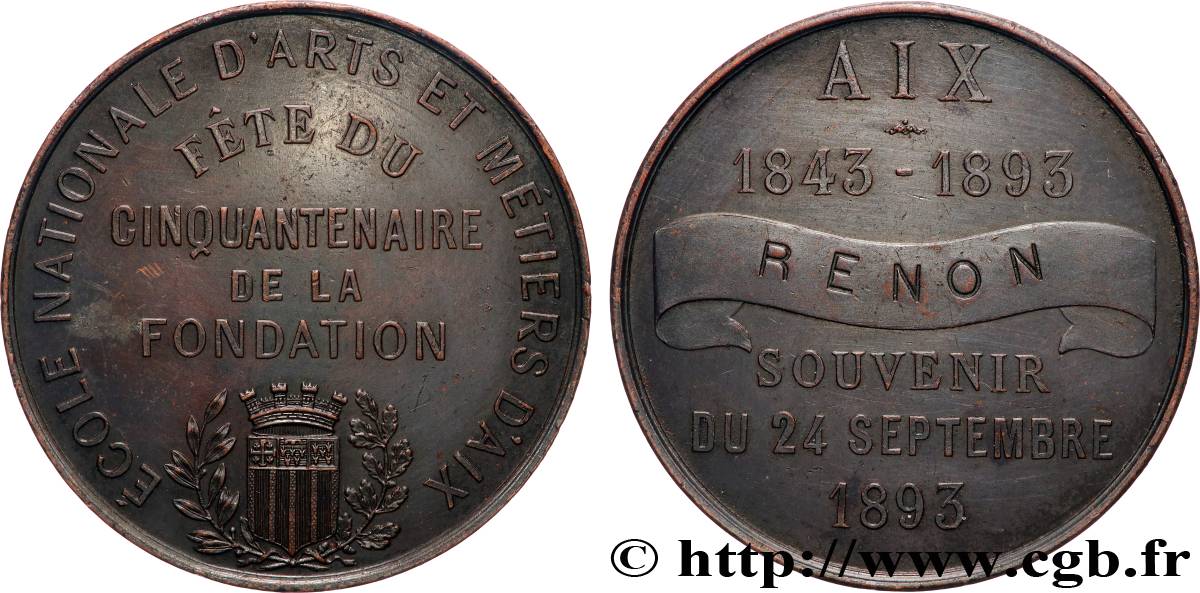 ÉCOLE NATIONALE D'ARTS ET MÉTIERS D'AIX
FÊTE DU
CINQUANTENAIRE
DE LA
FONDATION
AIX
1843 - 1893
RENON
SOUVENIR
DU 24 SEPTEMBRE
1893
© http://www.cgb.fr